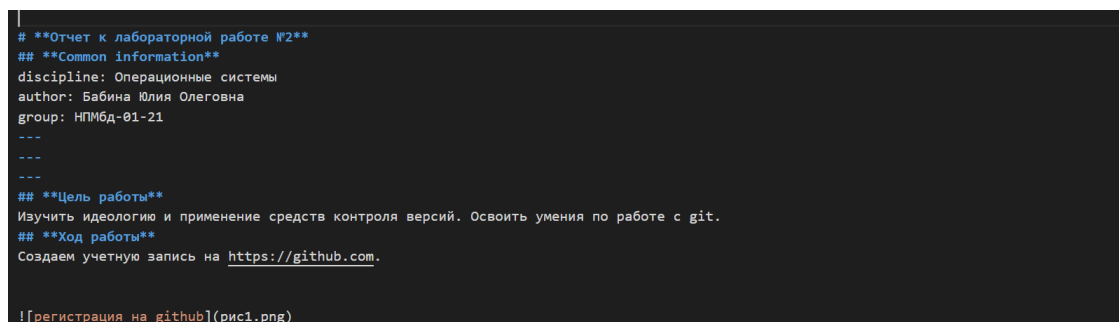 # **Отчет к лабораторной работе №2**
## **Common information**
discipline: Операционные системы
author: Бабина Юлия Олеговна
group: НПМбд-01-21
---
---
---
## **Цель работы**
Изучить идеологию и применение средств контроля версий. Освоить умения по работе с git.
## **Ход работы**
Создаем учетную запись на https://github.com.
![регистрация на github](рис1.png)